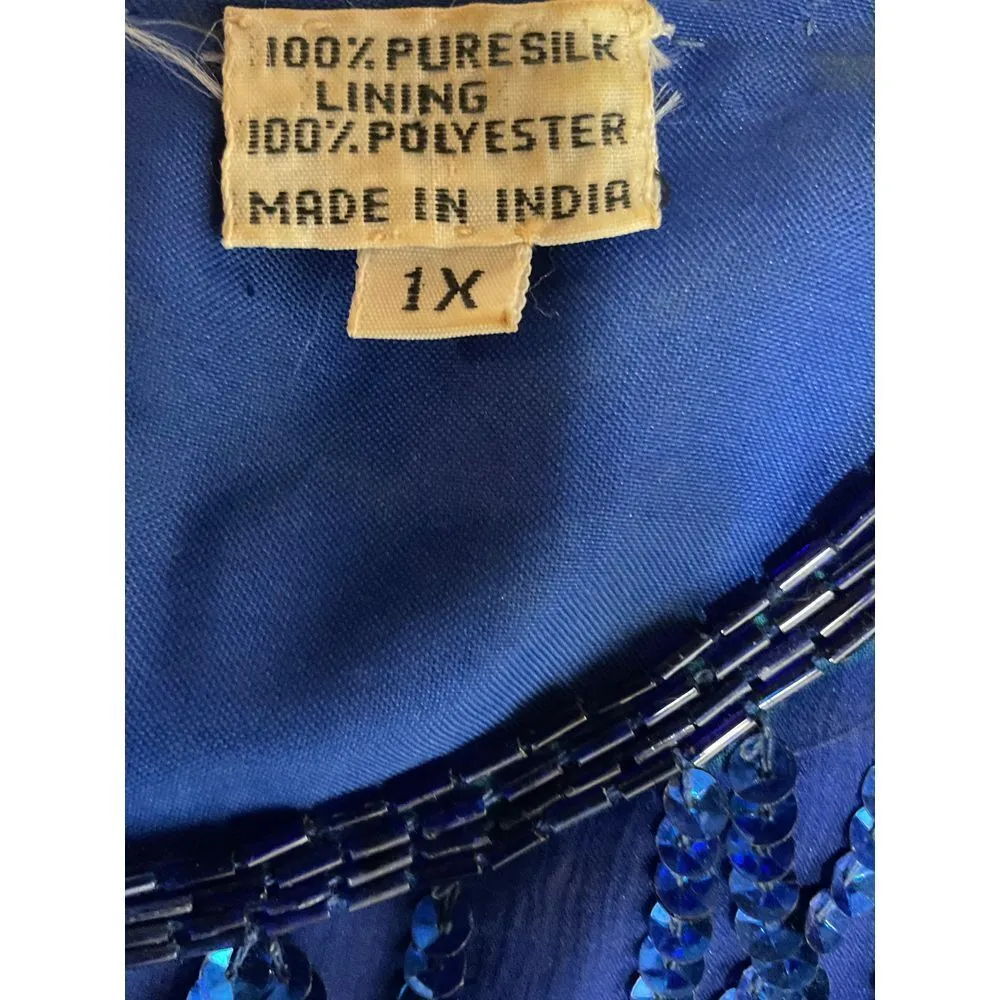 100% PURE SILK
LINING
100% POLYESTER
MADE IN INDIA
1X